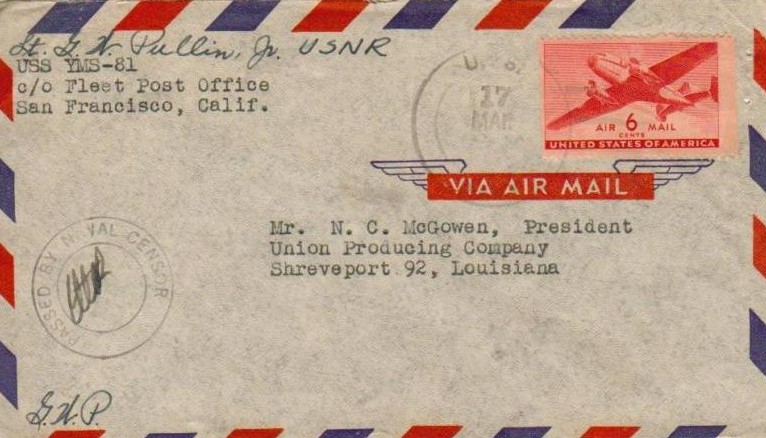 Lt. G. W. Pullin, Jr. USNR
USS YMS-81
c/o Fleet Post Office
San Francisco, Calif.
U. S.
17
MAR
AIR 6 MAIL
CENTS
UNITED STATES OF AMERICA
VIA AIR MAIL
Mr. N. C. McGowen, President
Union Producing Company
Shreveport 92, Louisiana
PASSED BY NAVAL CENSOR
G.W.P.